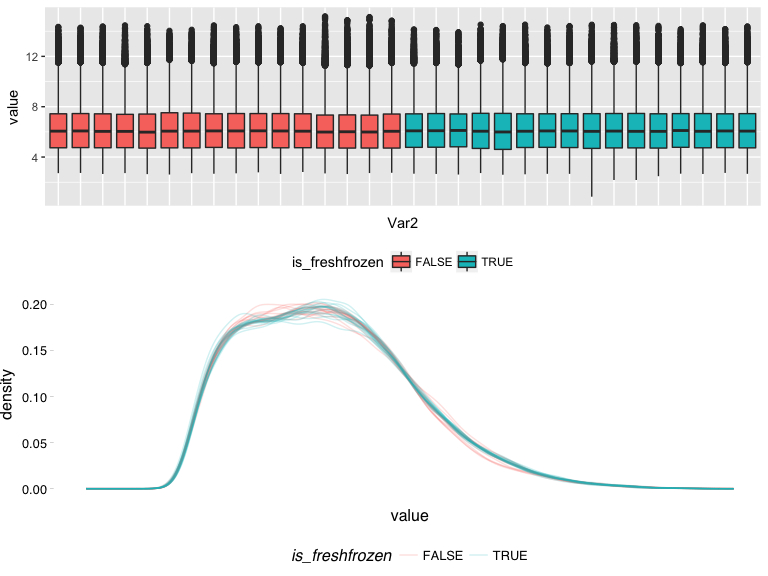 value
12
8
4
Var2
is_freshfrozen FALSE TRUE
density
0.20
0.15
0.10
0.05
0.00
value
is_freshfrozen FALSE TRUE